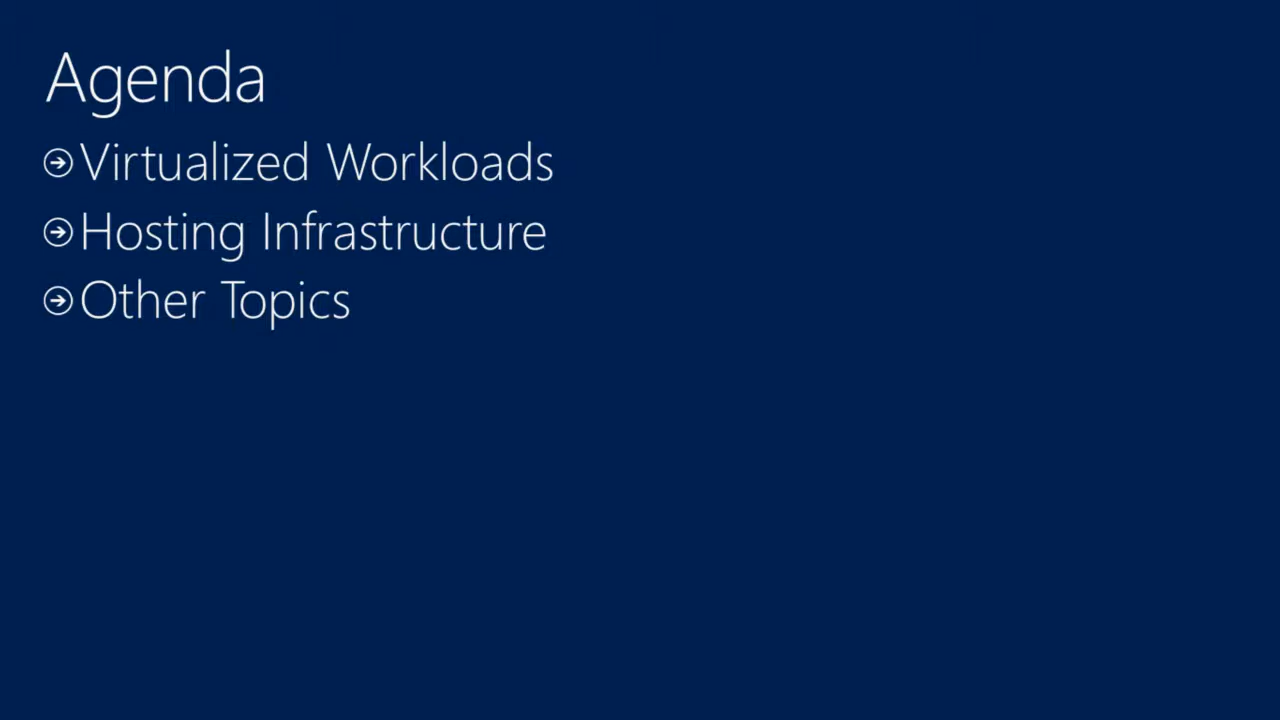 Agenda
Virtualized Workloads
Hosting Infrastructure
Other Topics